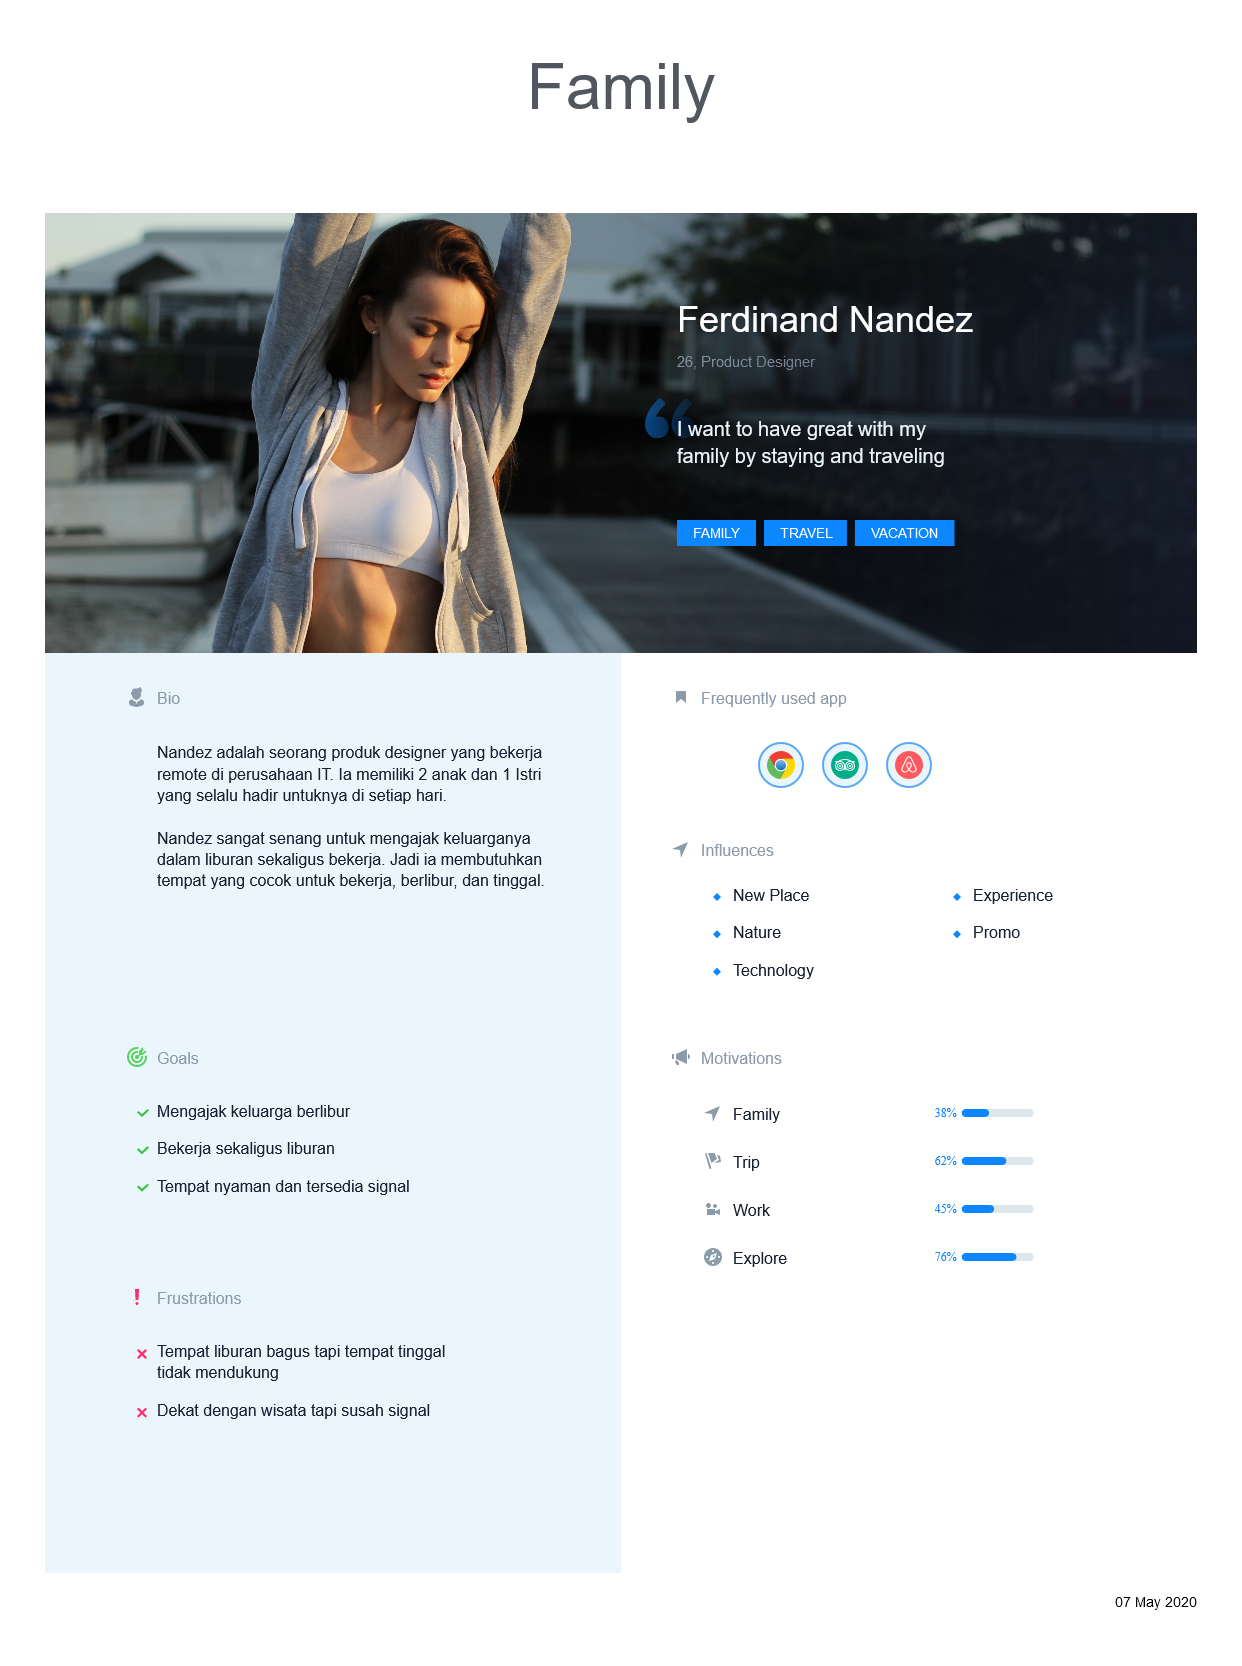 Family
Ferdinand Nandez
26, Product Designer
I want to have great with my
family by staying and traveling
FAMILY TRAVEL VACATION
Bio
Nandez adalah seorang produk designer yang bekerja
remote di perusahaan IT. Ia memiliki 2 anak dan 1 Istri
yang selalu hadir untuknya di setiap hari.
Nandez sangat senang untuk mengajak keluarganya
dalam liburan sekaligus bekerja. Jadi ia membutuhkan
tempat yang cocok untuk bekerja, berlibur, dan tinggal.
Goals
Mengajak keluarga berlibur
Bekerja sekaligus liburan
Tempat nyaman dan tersedia signal
Frustrations
Tempat liburan bagus tapi tempat tinggal
tidak mendukung
Dekat dengan wisata tapi susah signal
Frequently used app
Influences
New Place
Nature
Technology
Experience
Promo
Motivations
Family 38%
Trip 62%
Work 45%
Explore 76%
07 May 2020